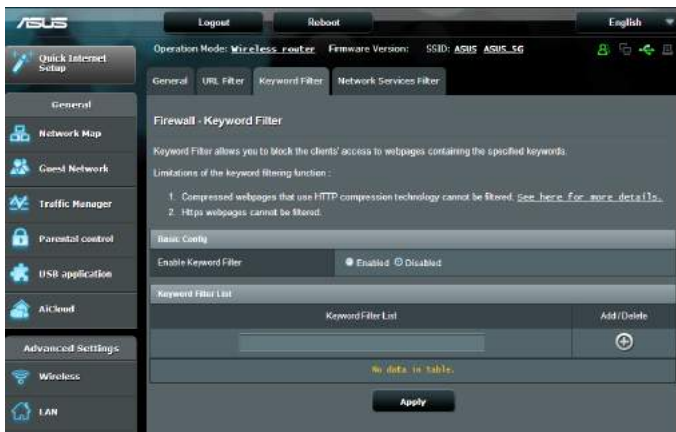 ASUS
Logout
Reboot
English
Operation Mode: Wireless router Firmware Version: SSID: ASUS ASUS_5G
Quick Internet
Setup
General URL Filter Keyword Filter Network Services Filter
General
Network Map
Guest Network
Traffic Manager
Parental control
USB application
AiCloud
Advanced Settings
Wireless
LAN
Firewall - Keyword Filter
Keyword Filter allows you to block the clients' access to webpages containing the specified keywords.
Limitations of the keyword filtering function :
1. Compressed webpages that use HTTP compression technology cannot be filtered. See here for more details.
2. Https webpages cannot be filtered.
Basic Config
Enable Keyword Filter Enabled Disabled
Keyword Filter List
Keyword Filter List Add/Delete
No data in table.
Apply